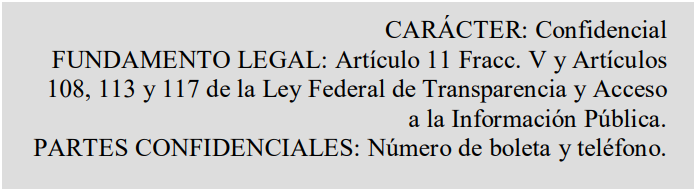 CARÁCTER: Confidencial
FUNDAMENTO LEGAL: Artículo 11 Fracc. V y Artículos
108, 113 y 117 de la Ley Federal de Transparencia y Acceso
a la Información Pública.
PARTES CONFIDENCIALES: Número de boleta y teléfono.